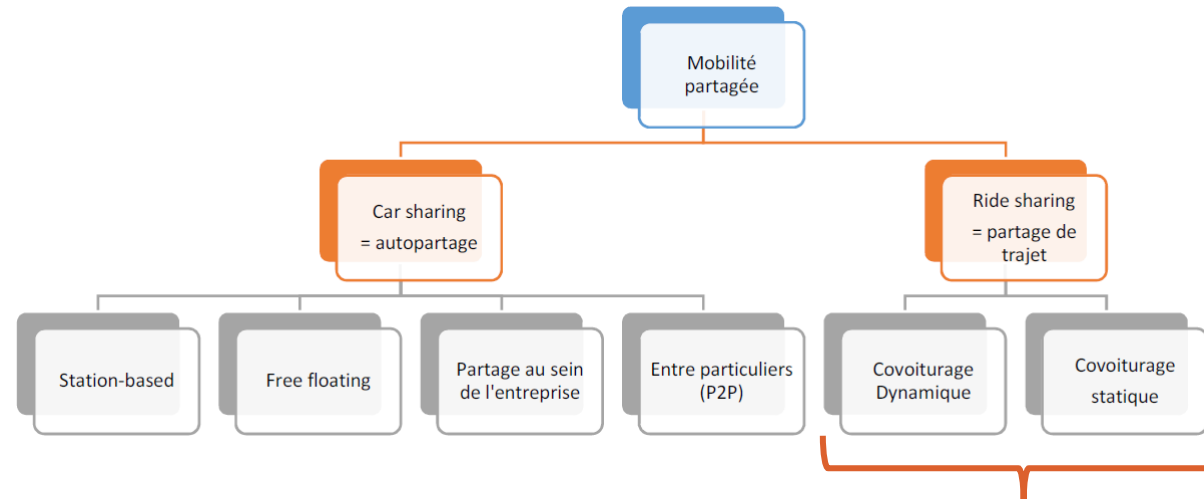 Mobilité
partagée
Car sharing
= autopartage
Ride sharing
= partage de
trajet
Station-based
Free floating
Partage au sein
de l'entreprise
Entre particuliers
(P2P)
Covoiturage
Dynamique
Covoiturage
statique